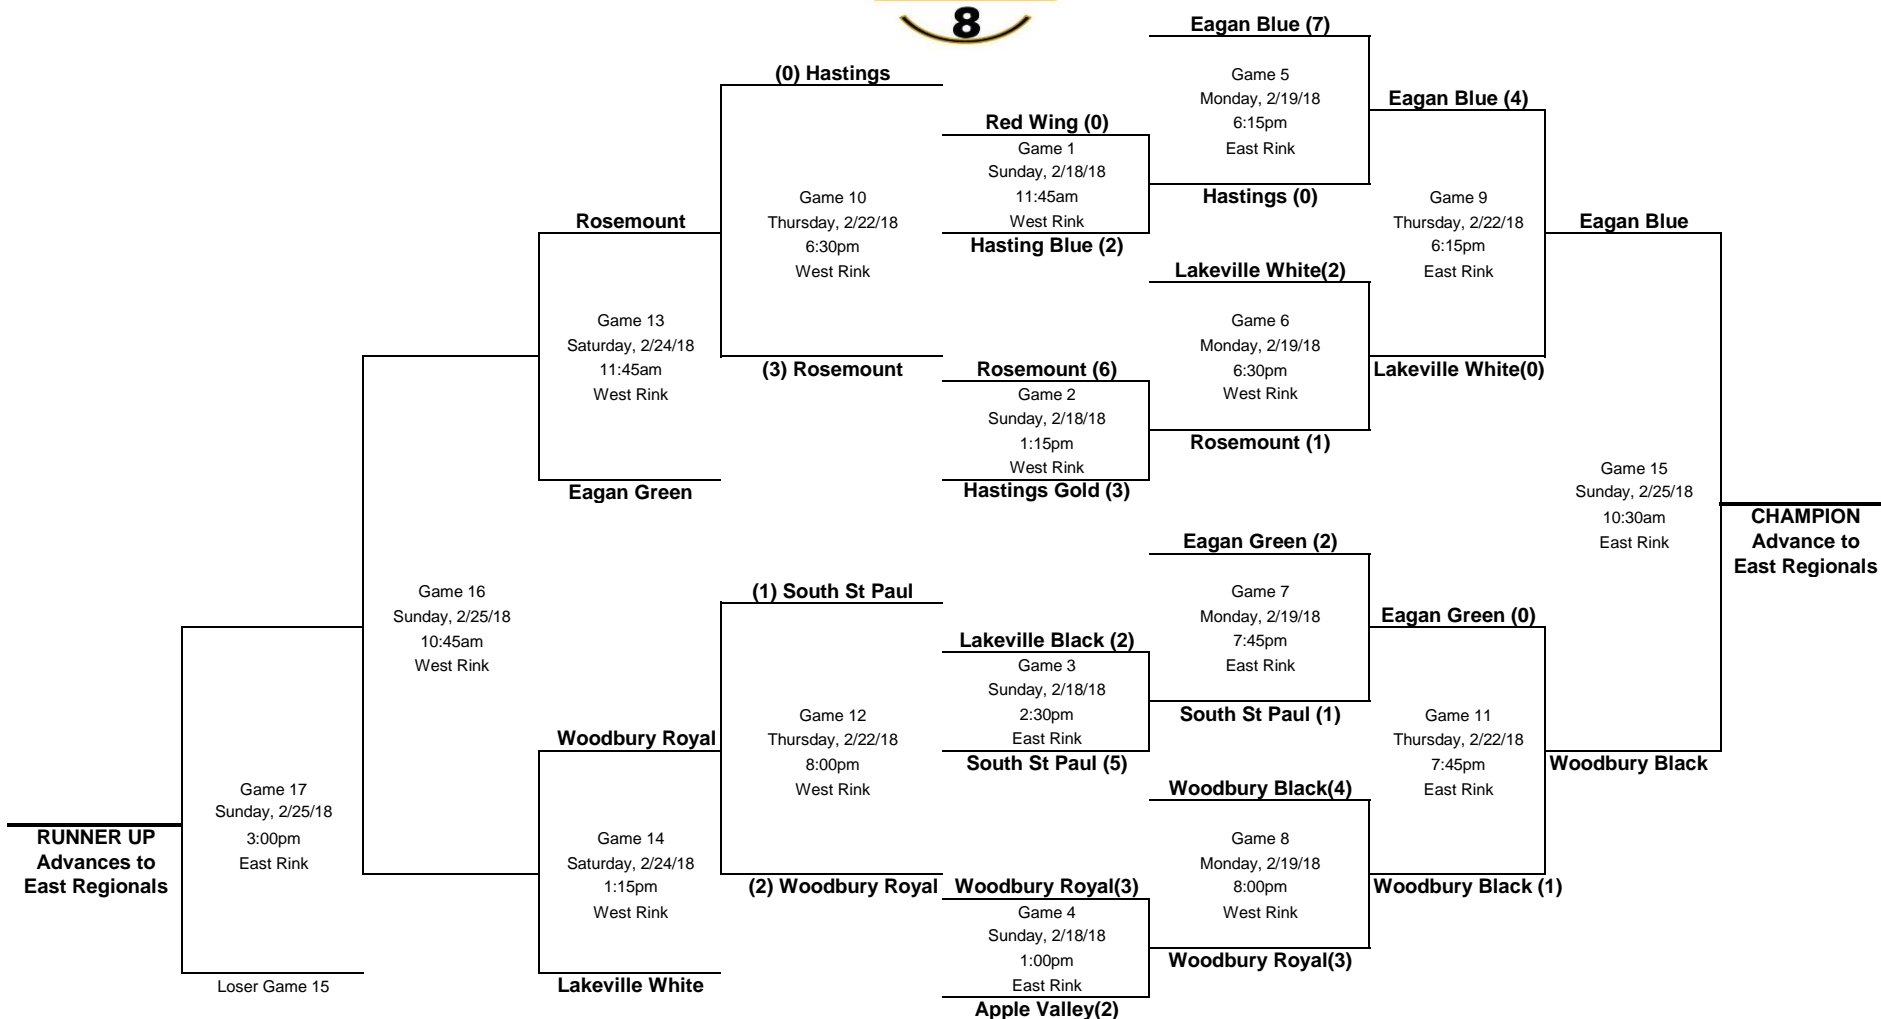 8
Eagan Blue (7)
Game 5
Monday, 2/19/18
6:15pm
East Rink
Hastings (0)
(0) Hastings
Game 10
Thursday, 2/22/18
6:30pm
West Rink
(3) Rosemount
Red Wing (0)
Game 1
Sunday, 2/18/18
11:45am
West Rink
Hasting Blue (2)
Eagan Blue (4)
Game 9
Thursday, 2/22/18
6:15pm
East Rink
Lakeville White(0)
Rosemount
Game 13
Saturday, 2/24/18
11:45am
West Rink
Eagan Green
Eagan Blue
Lakeville White(2)
Game 6
Monday, 2/19/18
6:30pm
West Rink
Rosemount (1)
Rosemount (6)
Game 2
Sunday, 2/18/18
1:15pm
West Rink
Hastings Gold (3)
Game 15
Sunday, 2/25/18
10:30am
East Rink
CHAMPION
Advance to
East Regionals
Eagan Green (2)
Game 7
Monday, 2/19/18
7:45pm
East Rink
South St Paul (1)
Game 16
Sunday, 2/25/18
10:45am
West Rink
(1) South St Paul
Game 12
Thursday, 2/22/18
8:00pm
West Rink
(2) Woodbury Royal
Lakeville Black (2)
Game 3
Sunday, 2/18/18
2:30pm
East Rink
South St Paul (5)
Eagan Green (0)
Game 11
Thursday, 2/22/18
7:45pm
East Rink
Woodbury Black (1)
Woodbury Royal
Game 14
Saturday, 2/24/18
1:15pm
West Rink
Lakeville White
Woodbury Black
Woodbury Black(4)
Game 8
Monday, 2/19/18
8:00pm
West Rink
Woodbury Royal(3)
Game 17
Sunday, 2/25/18
3:00pm
East Rink
Loser Game 15
RUNNER UP
Advances to
East Regionals
Woodbury Royal(3)
Game 4
Sunday, 2/18/18
1:00pm
East Rink
Apple Valley(2)